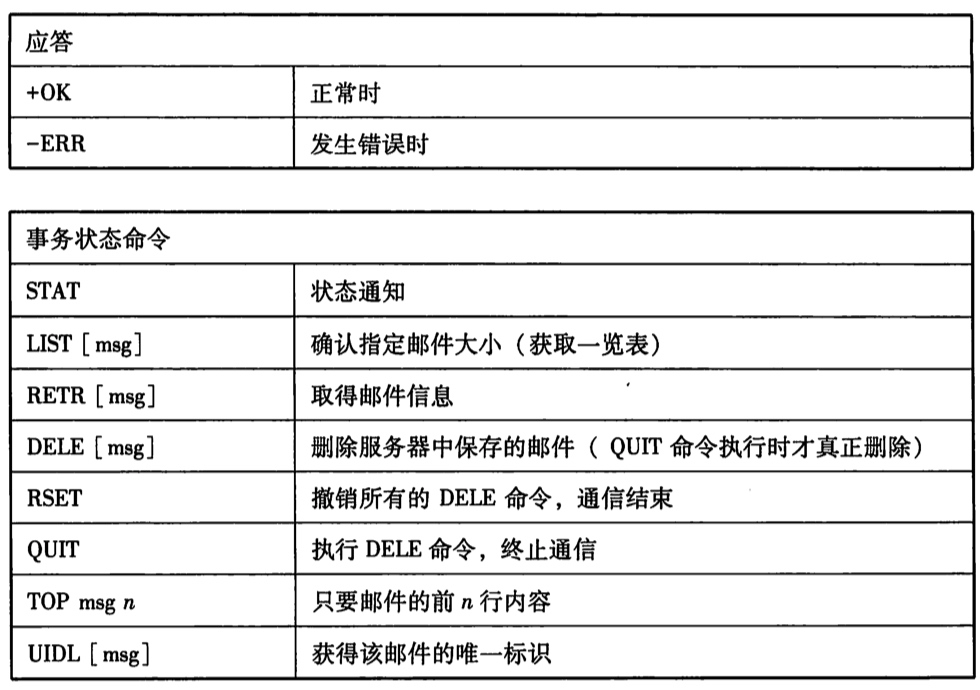 应答
+OK 正常时
-ERR 发生错误时
事务状态命令
STAT 状态通知
LIST [msg] 确认指定邮件大小（获取一览表）
RETR [msg] 取得邮件信息
DELE [msg] 删除服务器中保存的邮件（ QUIT 命令执行时才真正删除）
RSET 撤销所有的 DELE 命令，通信结束
QUIT 执行 DELE 命令，终止通信
TOP msg n 只要邮件的前 n 行内容
UIDL [msg] 获得该邮件的唯一标识